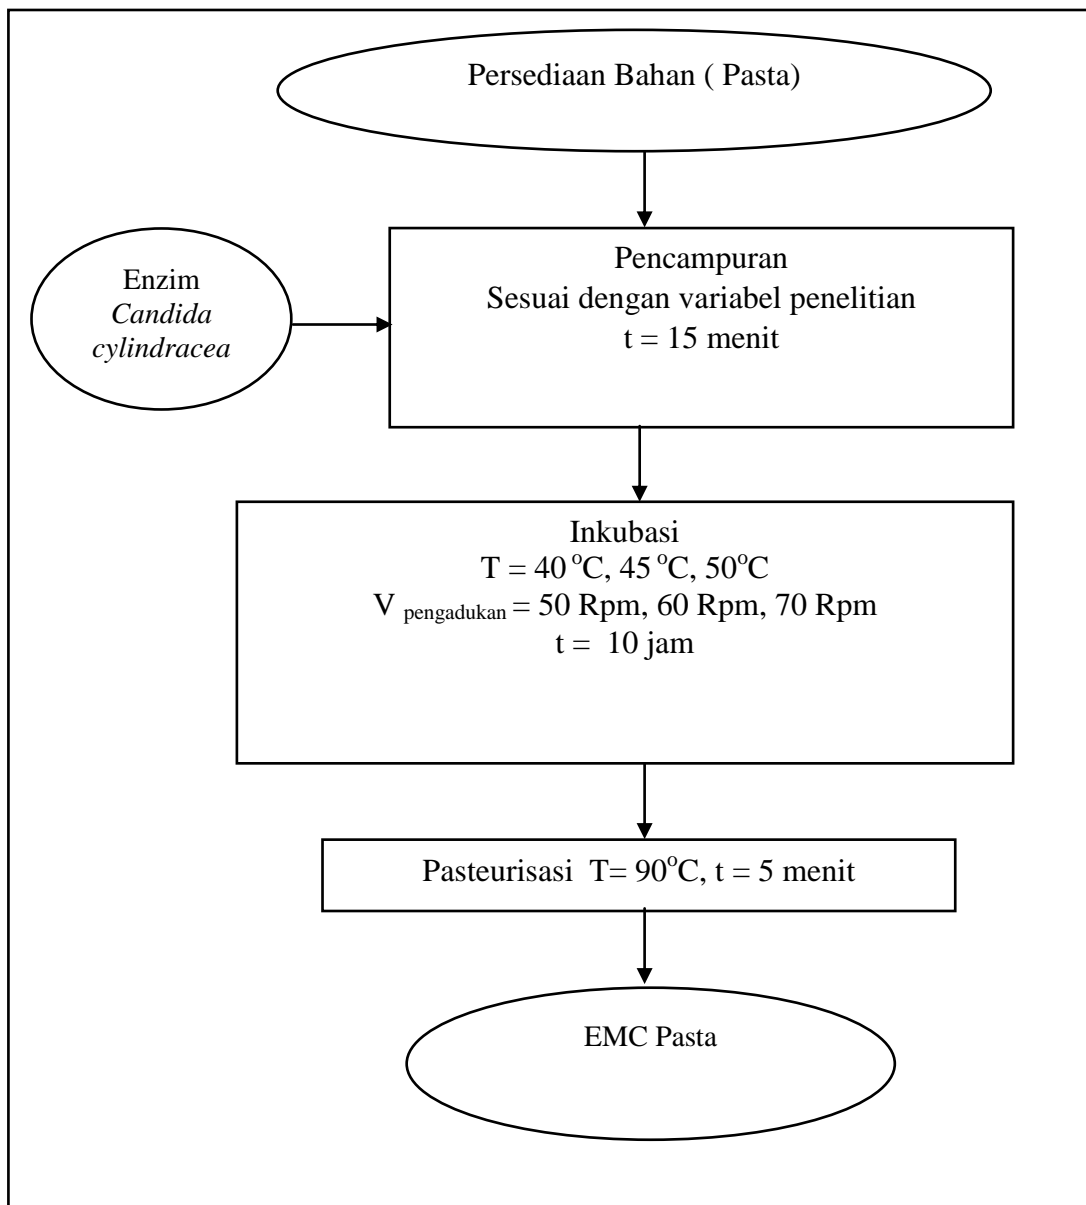 Persediaan Bahan ( Pasta)
Enzim
Candida
cylindracea
Pencampuran
Sesuai dengan variabel penelitian
t = 15 menit
Inkubasi
T = 40 °C, 45 °C, 50°C
V pengadukan = 50 Rpm, 60 Rpm, 70 Rpm
t = 10 jam
Pasteurisasi T= 90°C, t = 5 menit
EMC Pasta